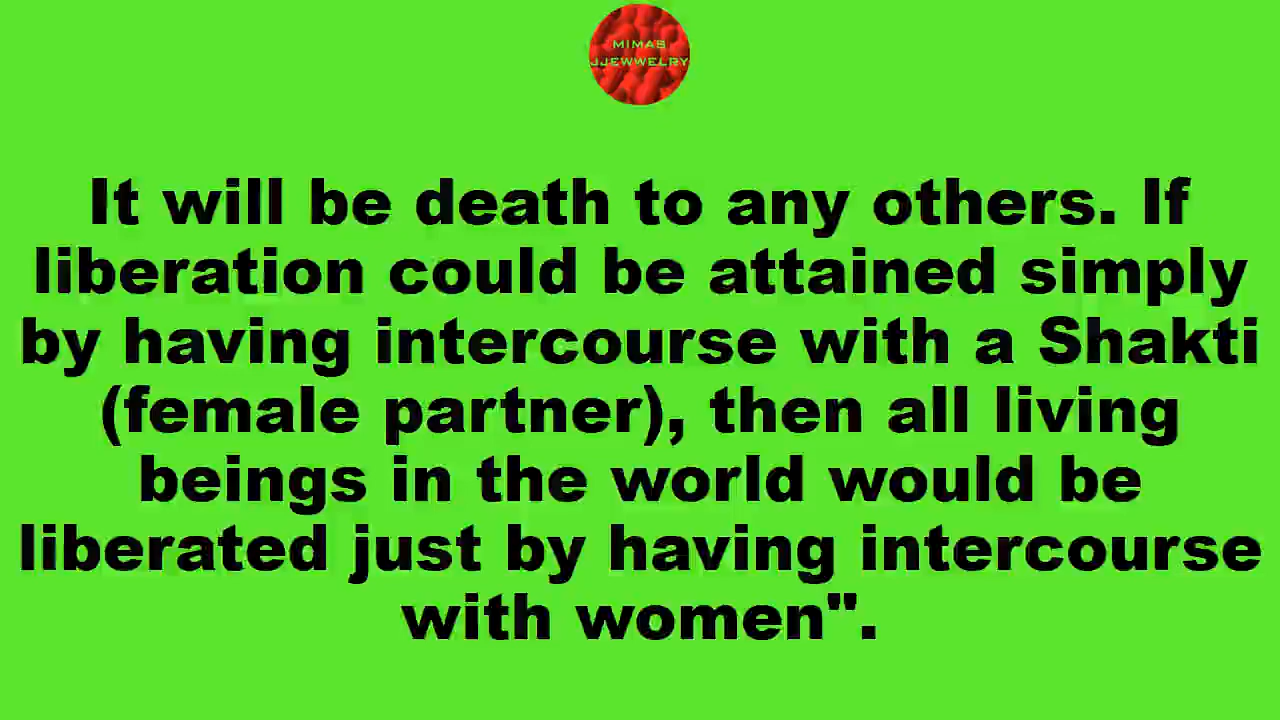 MIMAS
JJEWWELRY
It will be death to any others. If
liberation could be attained simply
by having intercourse with a Shakti
(female partner), then all living
beings in the world would be
liberated just by having intercourse
with women".